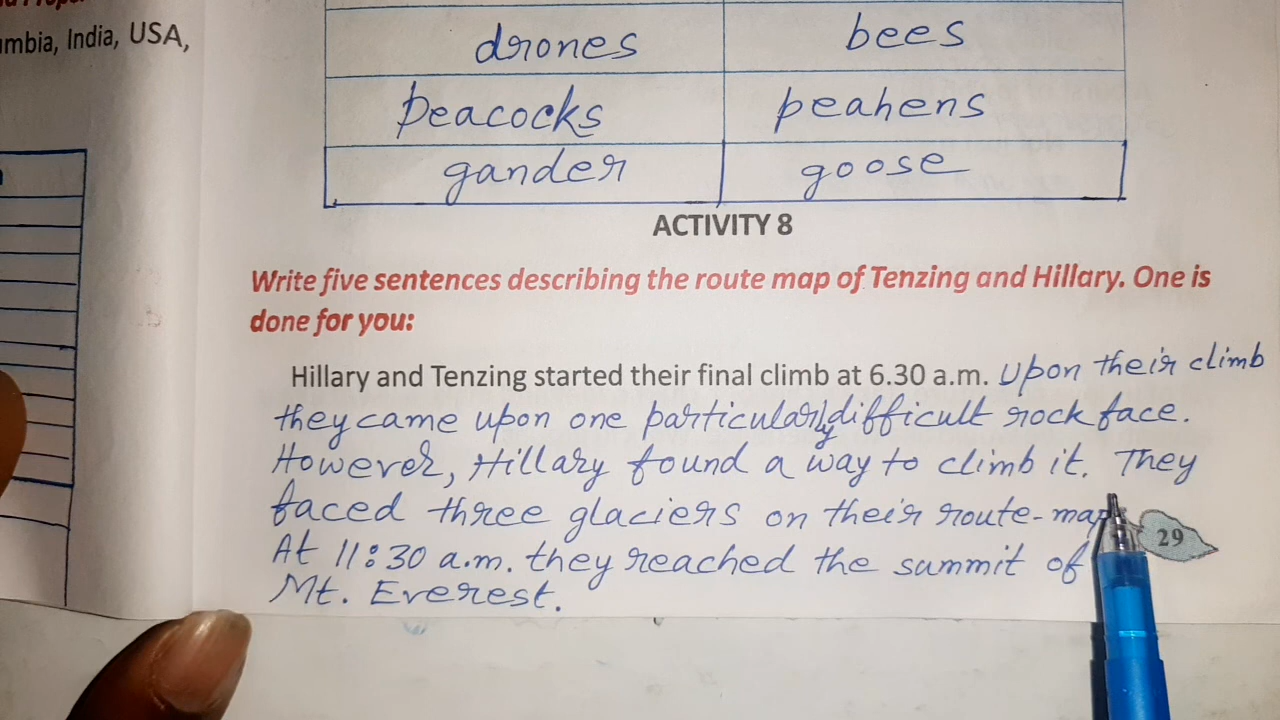 umbia, India, USA,
drones bees
peacocks peahens
gander goose
ACTIVITY 8
Write five sentences describing the route map of Tenzing and Hillary. One is
done for you:
Hillary and Tenzing started their final climb at 6.30 a.m. Upon their climb
they came upon one particularly difficult rock face.
However, Hillary found a way to climb it. They
faced three glaciers on their route-map
At 11:30 a.m. they reached the summit of
Mt. Everest.
29